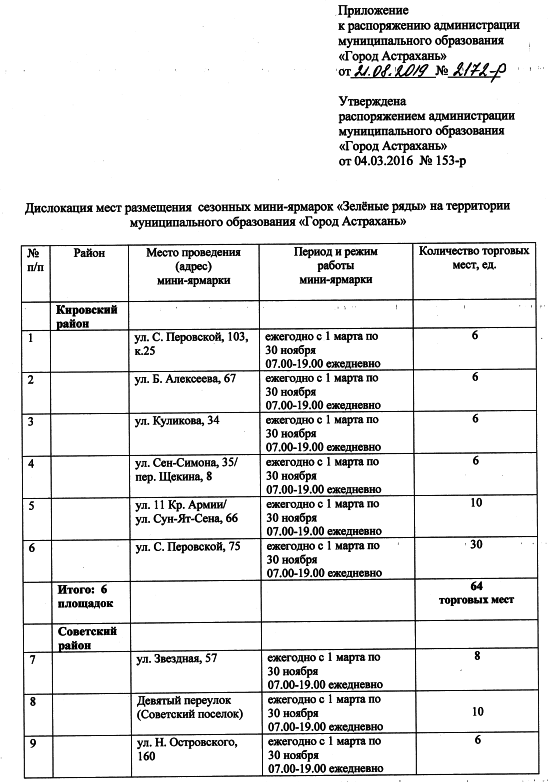 Приложение
к распоряжению администрации
муниципального образования
«Город Астрахань»
от 21.08.2019 № 2172-р
Утверждена
распоряжением администрации
муниципального образования
«Город Астрахань»
от 04.03.2016 № 153-р
Дислокация мест размещения сезонных мини-ярмарок «Зелёные ряды» на территории
муниципального образования «Город Астрахань»
№ п/п
Район
Место проведения
(адрес)
мини-ярмарки
Период и режим
работы
мини-ярмарки
Количество торговых
мест, ед.
Кировский
район
1
ул. С. Перовской, 103,
к.25
ежегодно с 1 марта по
30 ноября
07.00-19.00 ежедневно
6
2
ул. Б. Алексеева, 67
ежегодно с 1 марта по
30 ноября
07.00-19.00 ежедневно
6
3
ул. Куликова, 34
ежегодно с 1 марта по
30 ноября
07.00-19.00 ежедневно
6
4
ул. Сен-Симона, 35/
пер. Щекина, 8
ежегодно с 1 марта по
30 ноября
07.00-19.00 ежедневно
6
5
ул. 11 Кр. Армии/
ул. Сун-Ят-Сена, 66
ежегодно с 1 марта по
30 ноября
07.00-19.00 ежедневно
10
6
ул. С. Перовской, 75
ежегодно с 1 марта по
30 ноября
07.00-19.00 ежедневно
30
Итого: 6
площадок
64
торговых мест
Советский
район
7
ул. Звездная, 57
ежегодно с 1 марта по
30 ноября
07.00-19.00 ежедневно
8
8
Девятый переулок
(Советский поселок)
ежегодно с 1 марта по
30 ноября
07.00-19.00 ежедневно
10
9
ул. Н. Островского,
160
ежегодно с 1 марта по
30 ноября
07.00-19.00 ежедневно
6